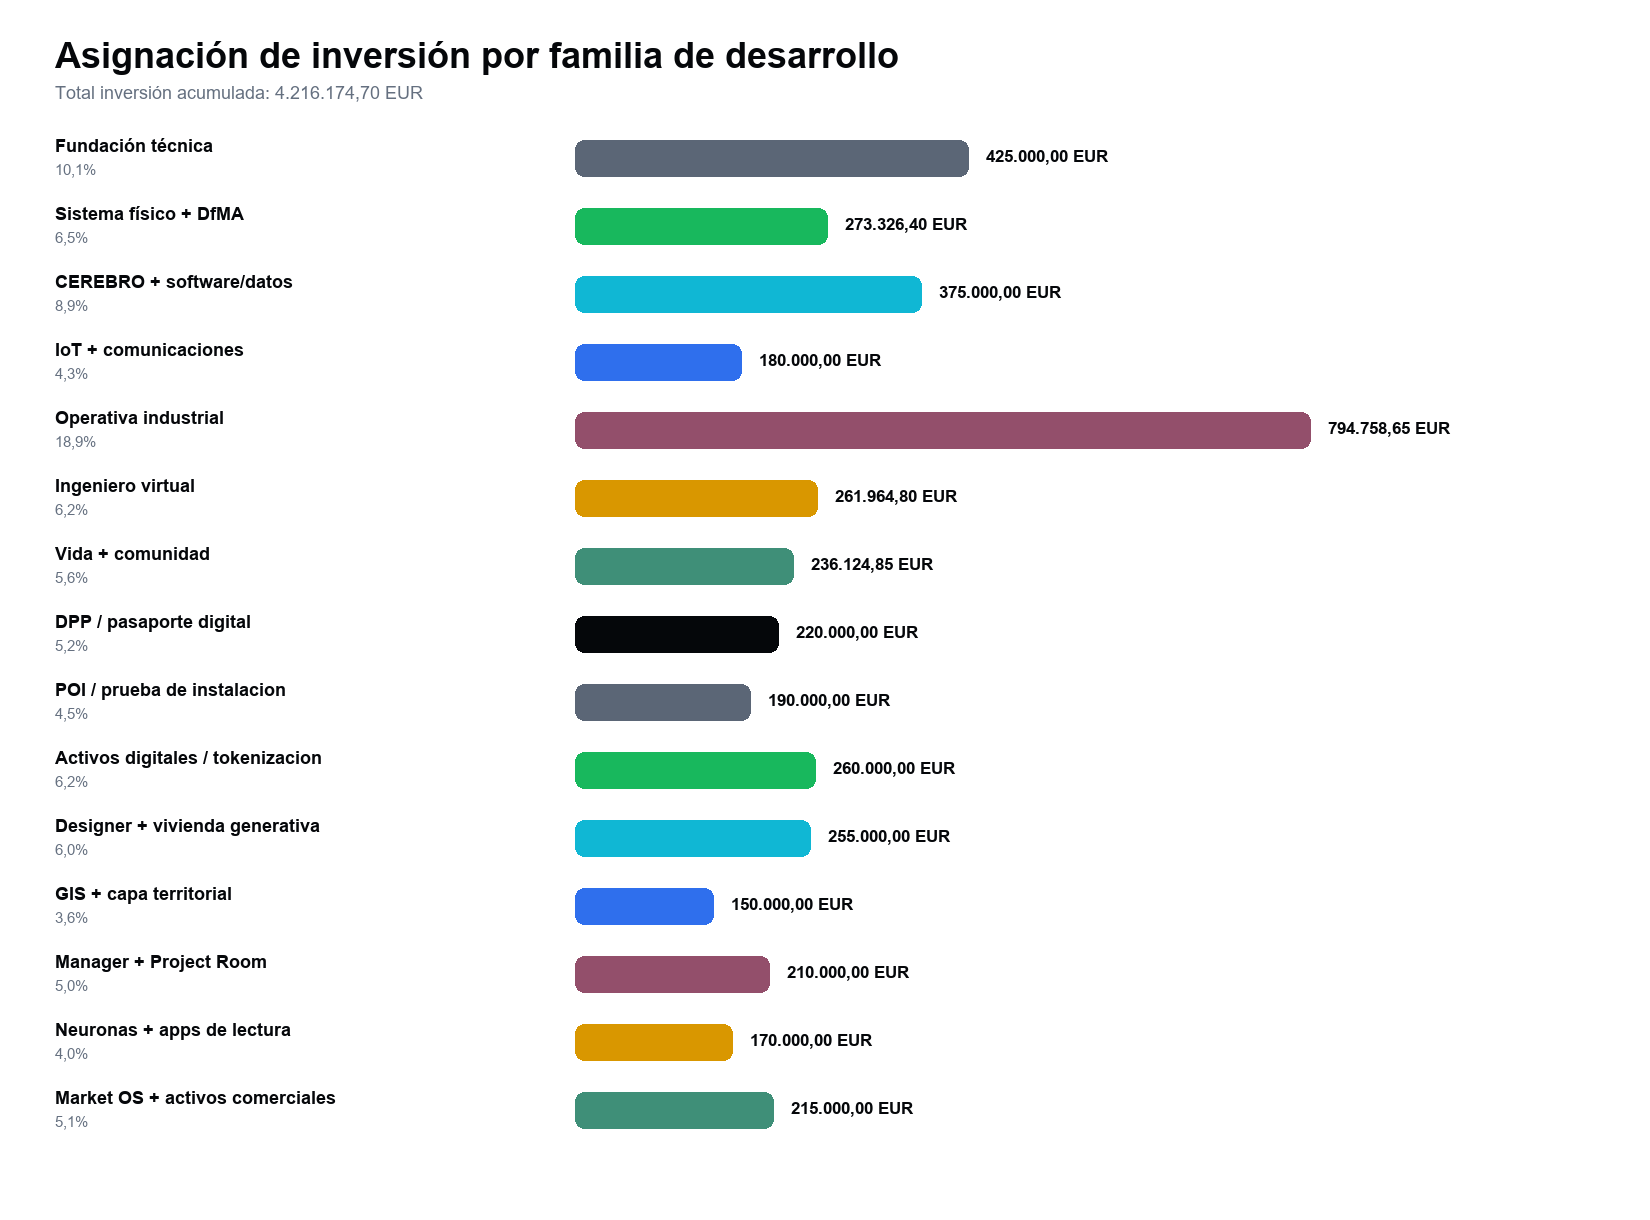 Asignación de inversión por familia de desarrollo
Total inversión acumulada: 4.216.174,70 EUR
Fundación técnica
10,1%
425.000,00 EUR
Sistema físico + DfMA
6,5%
273.326,40 EUR
CEREBRO + software/datos
8,9%
375.000,00 EUR
IoT + comunicaciones
4,3%
180.000,00 EUR
Operativa industrial
18,9%
794.758,65 EUR
Ingeniero virtual
6,2%
261.964,80 EUR
Vida + comunidad
5,6%
236.124,85 EUR
DPP / pasaporte digital
5,2%
220.000,00 EUR
POI / prueba de instalacion
4,5%
190.000,00 EUR
Activos digitales / tokenizacion
6,2%
260.000,00 EUR
Designer + vivienda generativa
6,0%
255.000,00 EUR
GIS + capa territorial
3,6%
150.000,00 EUR
Manager + Project Room
5,0%
210.000,00 EUR
Neuronas + apps de lectura
4,0%
170.000,00 EUR
Market OS + activos comerciales
5,1%
215.000,00 EUR